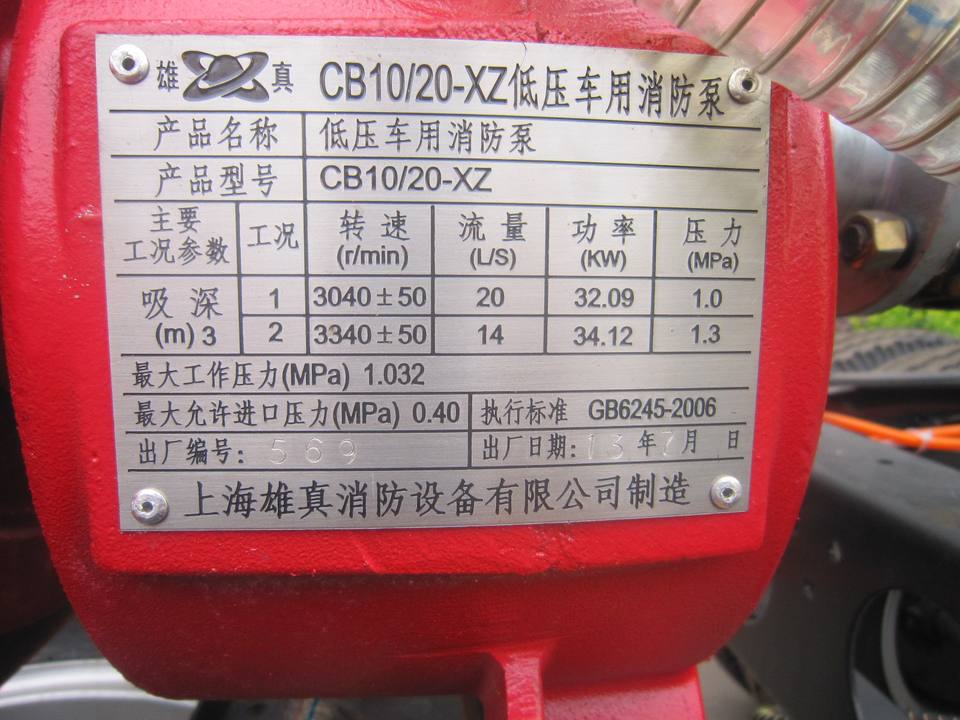 雄 真 CB10/20-XZ低压车用消防泵
产品名称 低压车用消防泵
产品型号 CB10/20-XZ
主要工况参数 工况 转速(r/min) 流量(L/S) 功率(KW) 压力(MPa)
吸深(m) 3 1 3040±50 20 32.09 1.0
2 3340±50 14 34.12 1.3
最大工作压力(MPa) 1.032
最大允许进口压力(MPa) 0.40 执行标准 GB6245-2006
出厂编号: 569 出厂日期: 13年7月 日
上海雄真消防设备有限公司制造